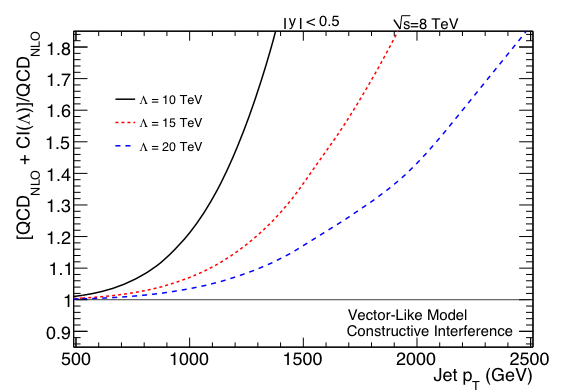 |y| < 0.5
√s=8 TeV
[QCD_NLO + CI(Λ)]/QCD_NLO
1.8
1.7
1.6
1.5
1.4
1.3
1.2
1.1
1
0.9
Λ = 10 TeV
Λ = 15 TeV
Λ = 20 TeV
Vector-Like Model
Constructive Interference
500
1000
1500
2000
2500
Jet p_T (GeV)